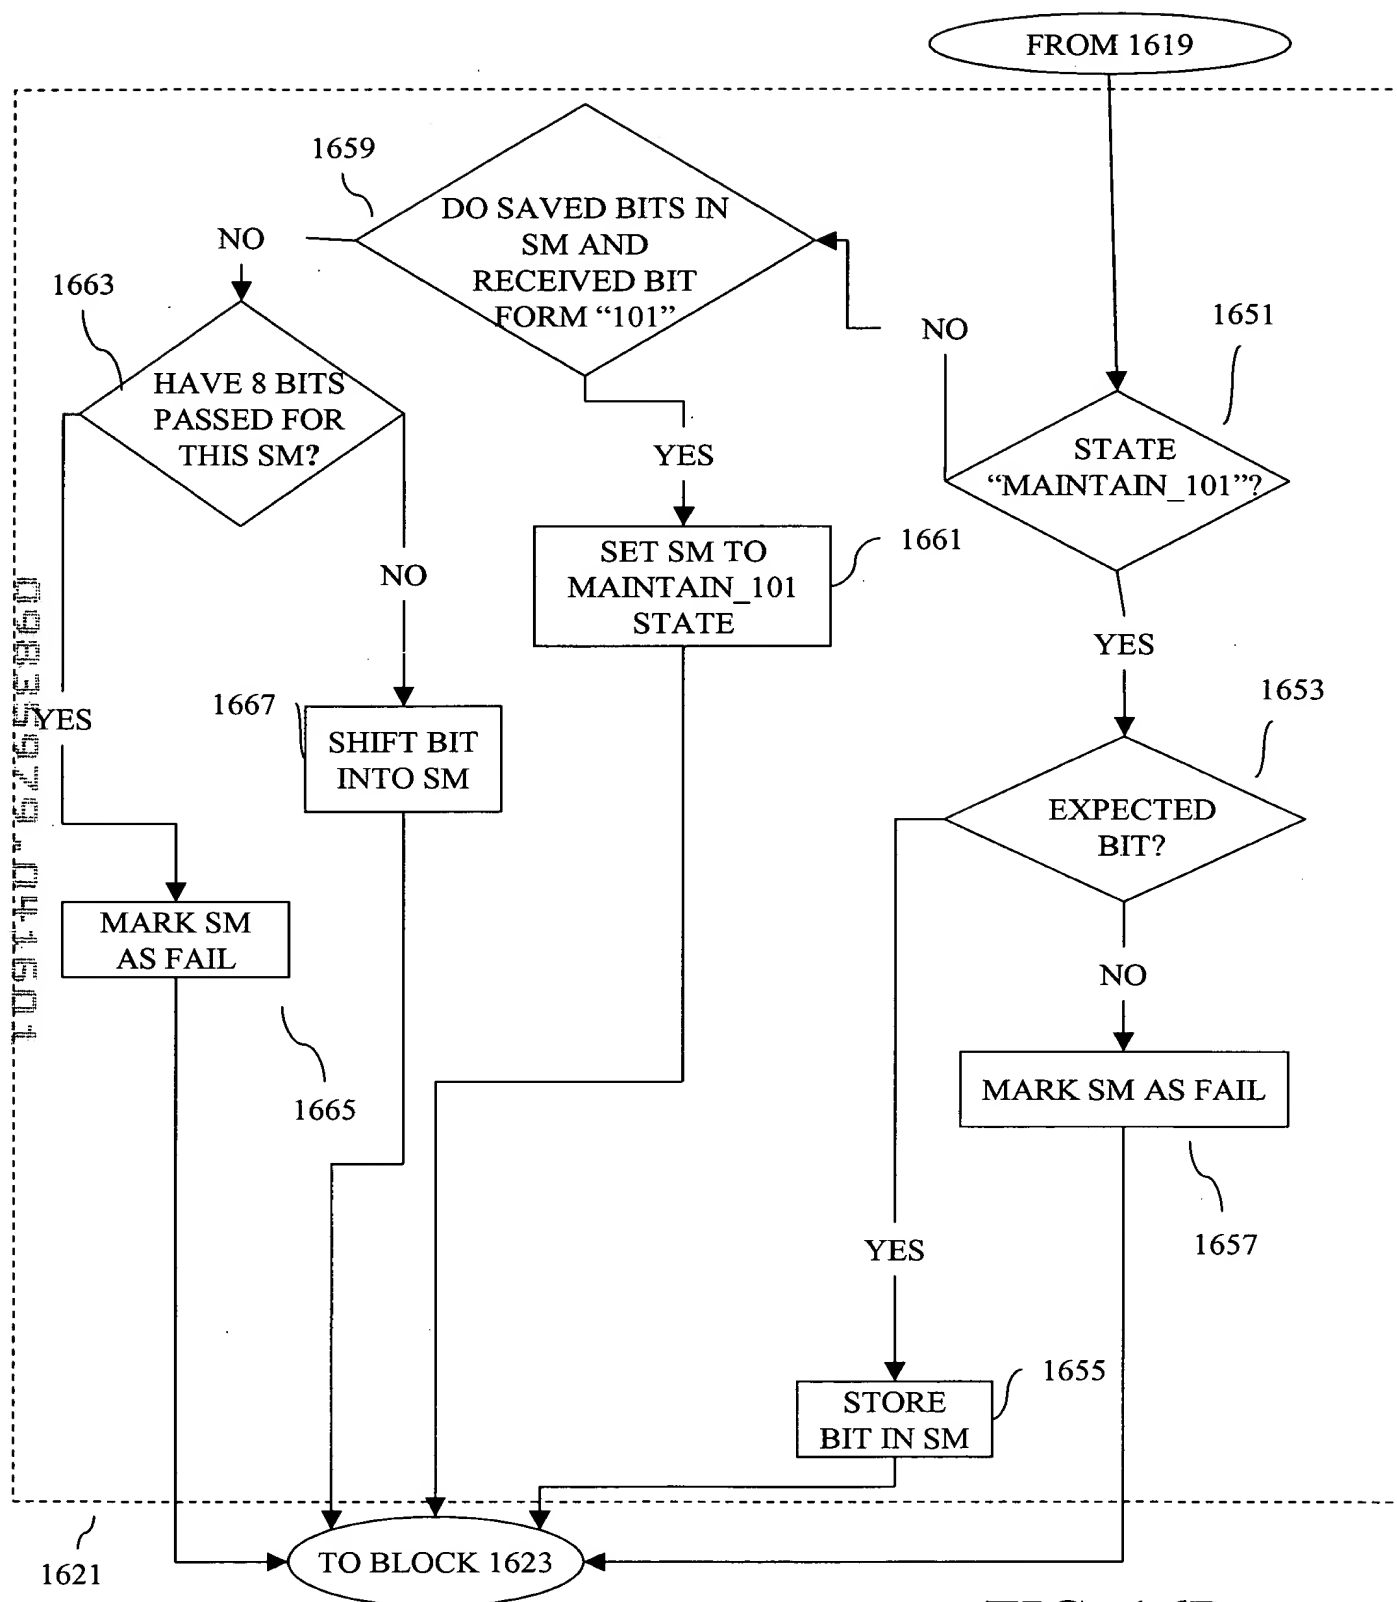 FROM 1619
1659
DO SAVED BITS IN
SM AND
RECEIVED BIT
FORM “101”
NO
1663
HAVE 8 BITS
PASSED FOR
THIS SM?
NO
1651
STATE
“MAINTAIN_101”?
YES
SET SM TO
MAINTAIN_101
STATE
1661
NO
YES
1653
EXPECTED
BIT?
1667
SHIFT BIT
INTO SM
YES
MARK SM
AS FAIL
1665
NO
MARK SM AS FAIL
1657
YES
1655
STORE
BIT IN SM
TO BLOCK 1623
1621
09835979.041601